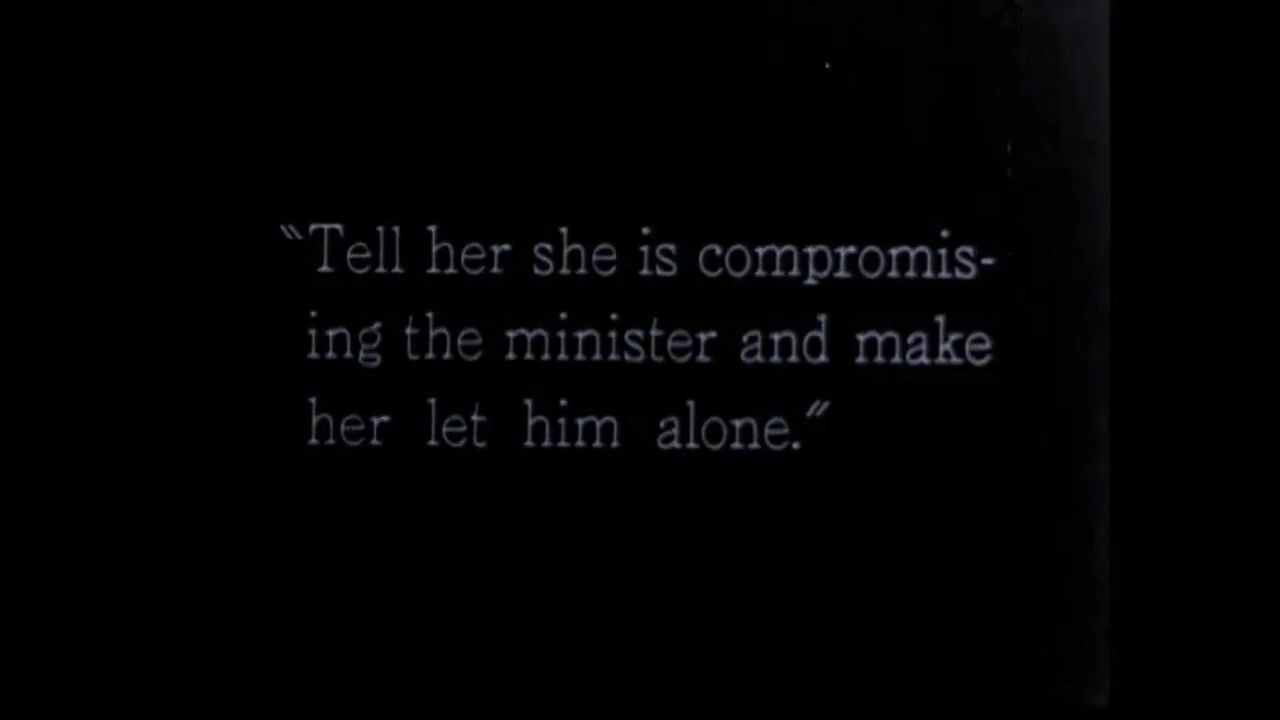 "Tell her she is compromis-
ing the minister and make
her let him alone."